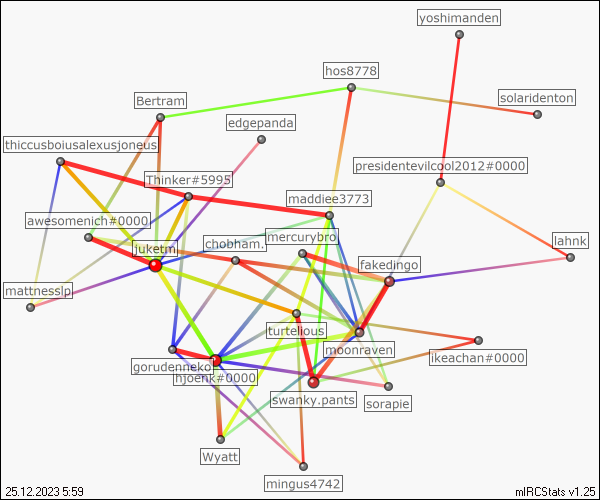 yoshimanden
hos8778
solaridenton
Bertram
edgepanda
thiccusboiusalexusjoneus
presidentevilcool2012#0000
Thinker#5995
maddiee3773
awesomenich#0000
mercurybro
juketm
chobham.
lahnk
fakedingo
mattnesslp
turtelious
moonraven
ikeachan#0000
gorudenneko
hjoenk#0000
swanky.pants
sorapie
Wyatt
mingus4742
25.12.2023 5:59
mIRCStats v1.25